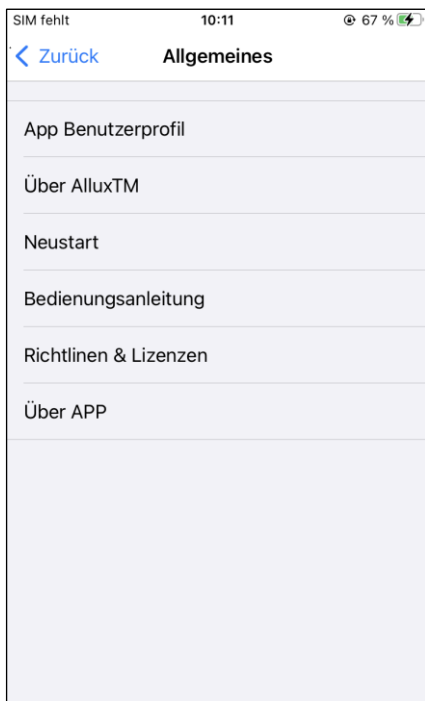 SIM fehlt 10:11 67 %
Zurück Allgemeines
App Benutzerprofil
Über AlluxTM
Neustart
Bedienungsanleitung
Richtlinen & Lizenzen
Über APP